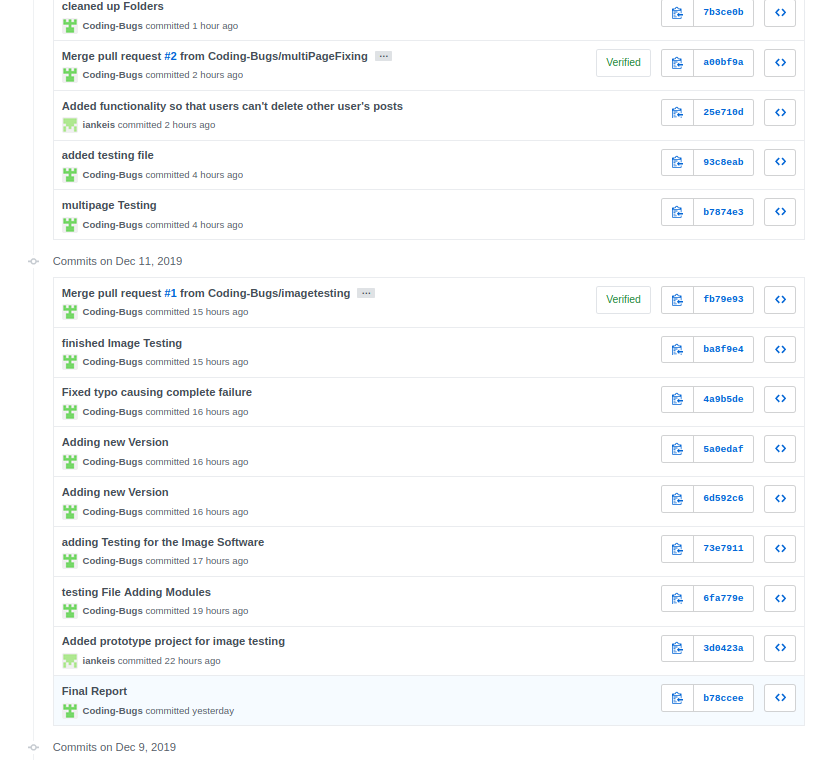 cleaned up Folders
Coding-Bugs committed 1 hour ago
7b3ce0b
Merge pull request #2 from Coding-Bugs/multiPageFixing ...
Coding-Bugs committed 2 hours ago
Verified
a00bf9a
Added functionality so that users can't delete other user's posts
iankeis committed 2 hours ago
25e710d
added testing file
Coding-Bugs committed 4 hours ago
93c8eab
multipage Testing
Coding-Bugs committed 4 hours ago
b7874e3
Commits on Dec 11, 2019
Merge pull request #1 from Coding-Bugs/imagetesting ...
Coding-Bugs committed 15 hours ago
Verified
fb79e93
finished Image Testing
Coding-Bugs committed 15 hours ago
ba8f9e4
Fixed typo causing complete failure
Coding-Bugs committed 16 hours ago
4a9b5de
Adding new Version
Coding-Bugs committed 16 hours ago
5a0edaf
Adding new Version
Coding-Bugs committed 16 hours ago
6d592c6
adding Testing for the Image Software
Coding-Bugs committed 17 hours ago
73e7911
testing File Adding Modules
Coding-Bugs committed 19 hours ago
6fa779e
Added prototype project for image testing
iankeis committed 22 hours ago
3d0423a
Final Report
Coding-Bugs committed yesterday
b78ccee
Commits on Dec 9, 2019